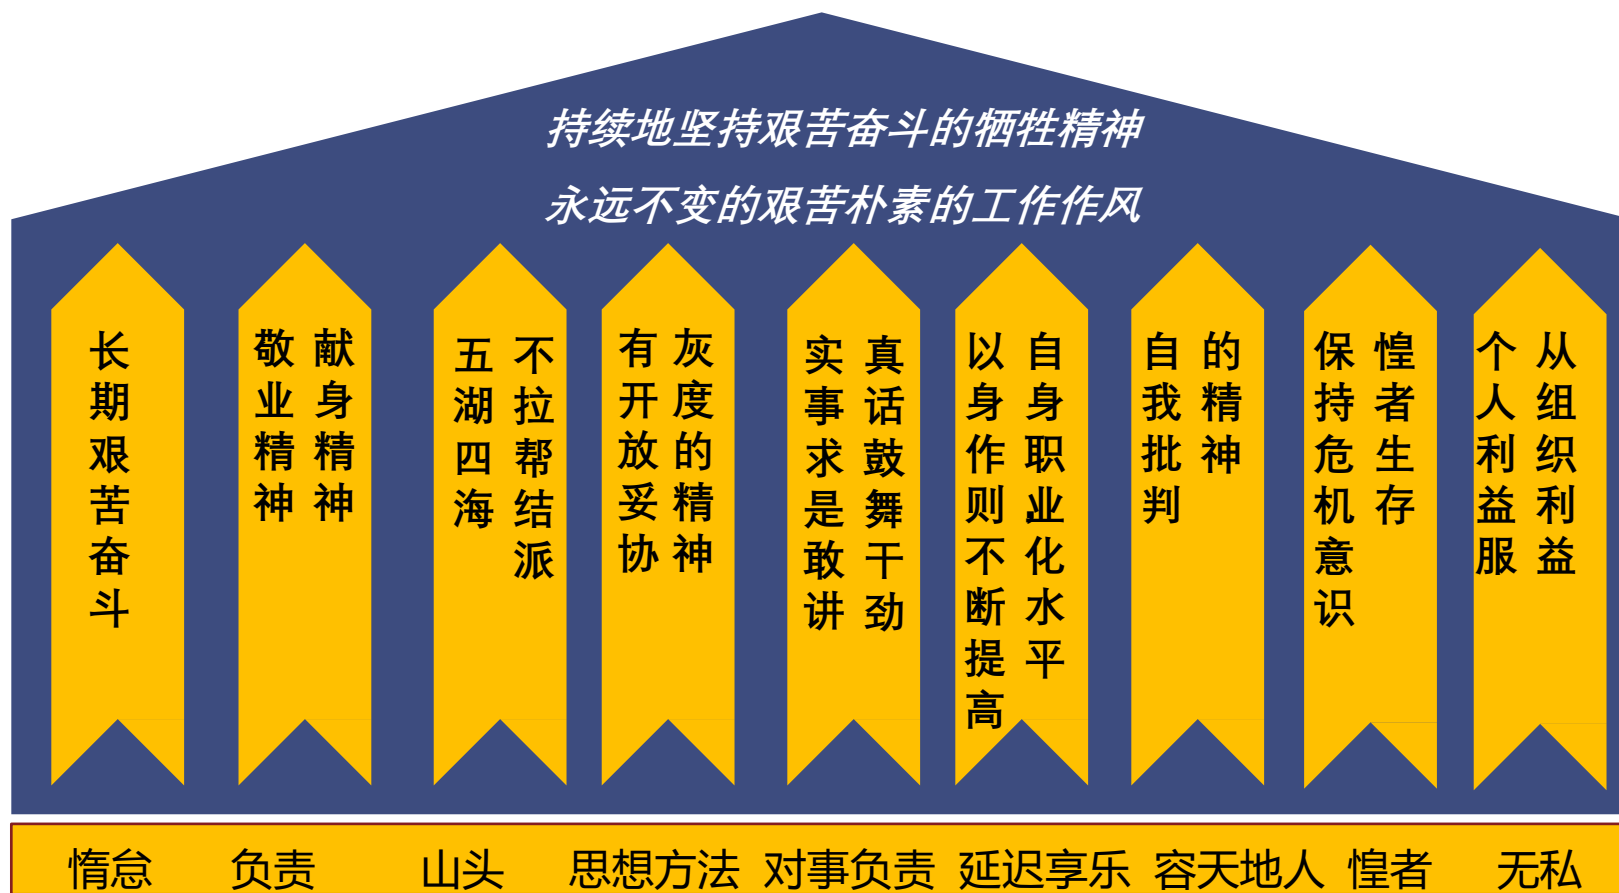 持续地坚持艰苦奋斗的牺牲精神
永远不变的艰苦朴素的工作作风
长期艰苦奋斗
敬业精神
献身精神
五湖四海
不拉帮结派
有开放妥协
灰度的精神
实事求是敢讲
真话鼓舞干劲
以身作则不断提高
自身职业化水平
自我批判
的精神
保持危机意识
惶者生存
个人利益服
从组织利益
惰怠
负责
山头
思想方法
对事负责
延迟享乐
容天地人
惶者
无私